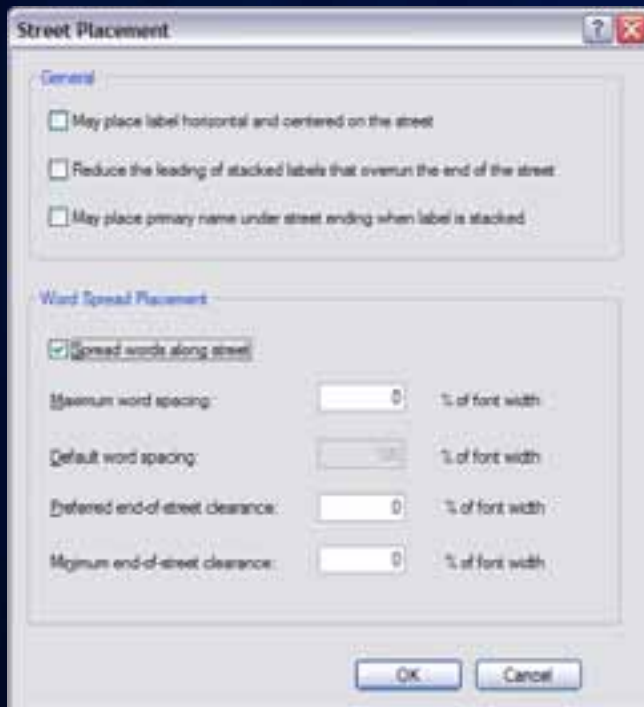 Street Placement
General
May place label horizontal and centered on the street
Reduce the leading of stacked labels that overrun the end of the street
May place primary name under street ending when label is stacked
Word Spread Placement
Spread words along street
Maximum word spacing: 0 % of font width
Default word spacing: % of font width
Preferred end-of-street clearance: 0 % of font width
Minimum end-of-street clearance: 0 % of font width
OK Cancel